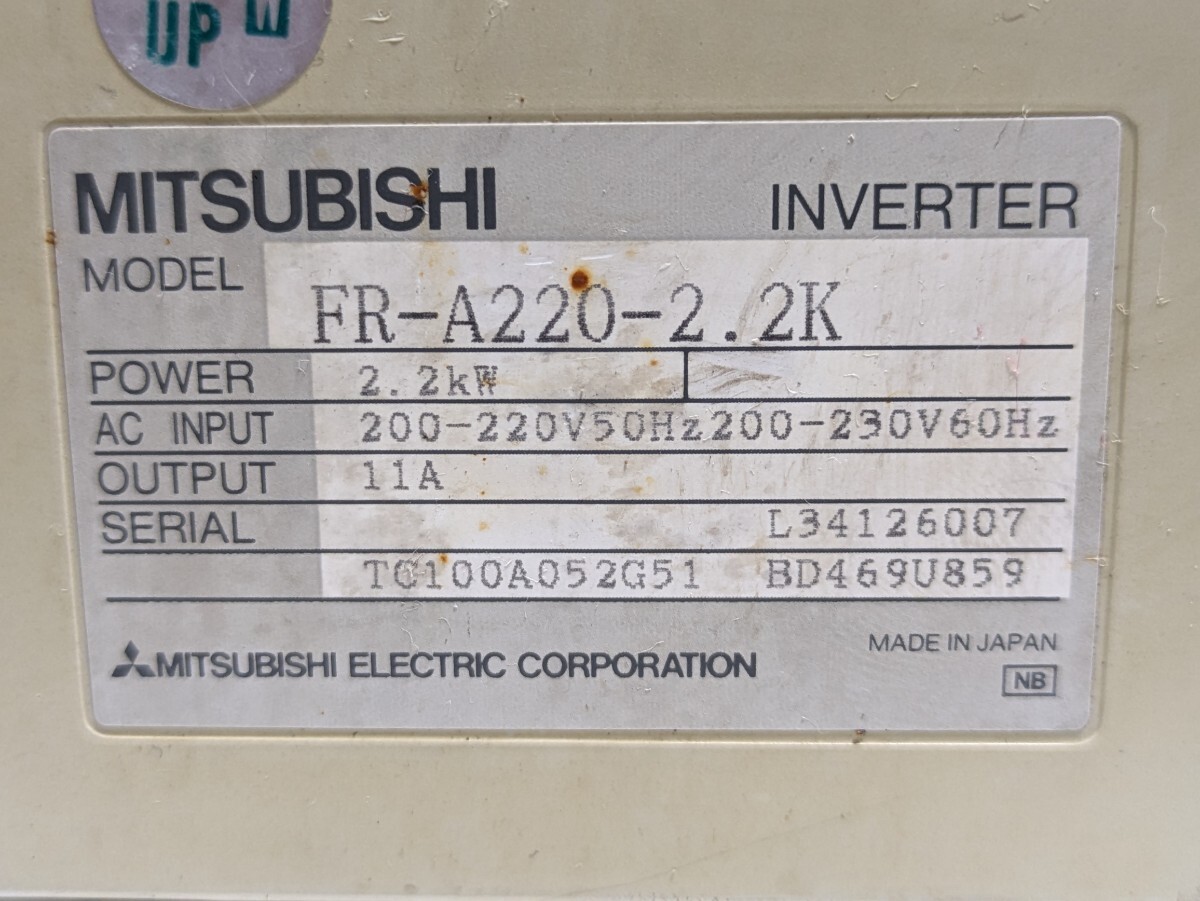 UP W
MITSUBISHI INVERTER
MODEL FR-A220-2.2K
POWER 2.2kW
AC INPUT 200-220V50Hz200-230V60Hz
OUTPUT 11A
SERIAL L34126007
TC100A052G51 BD469U859
MITSUBISHI ELECTRIC CORPORATION
MADE IN JAPAN
NB